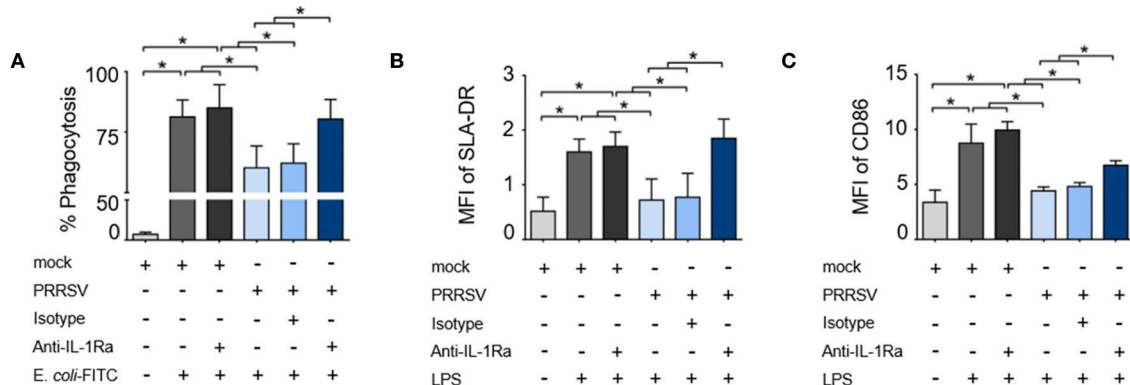 A
% Phagocytosis
100
75
50
0
* * * * * *
mock + + + - - -
PRRSV - - - + + +
Isotype - - - - + -
Anti-IL-1Ra - - + - - +
E. coli-FITC - + + + + +
B
MFI of SLA-DR
3
2
1
0
* * * * * *
mock + + + - - -
PRRSV - - - + + +
Isotype - - - - + -
Anti-IL-1Ra - - + - - +
LPS - + + + + +
C
MFI of CD86
15
10
5
0
* * * * * *
mock + + + - - -
PRRSV - - - + + +
Isotype - - - - + -
Anti-IL-1Ra - - + - - +
LPS - + + + + +